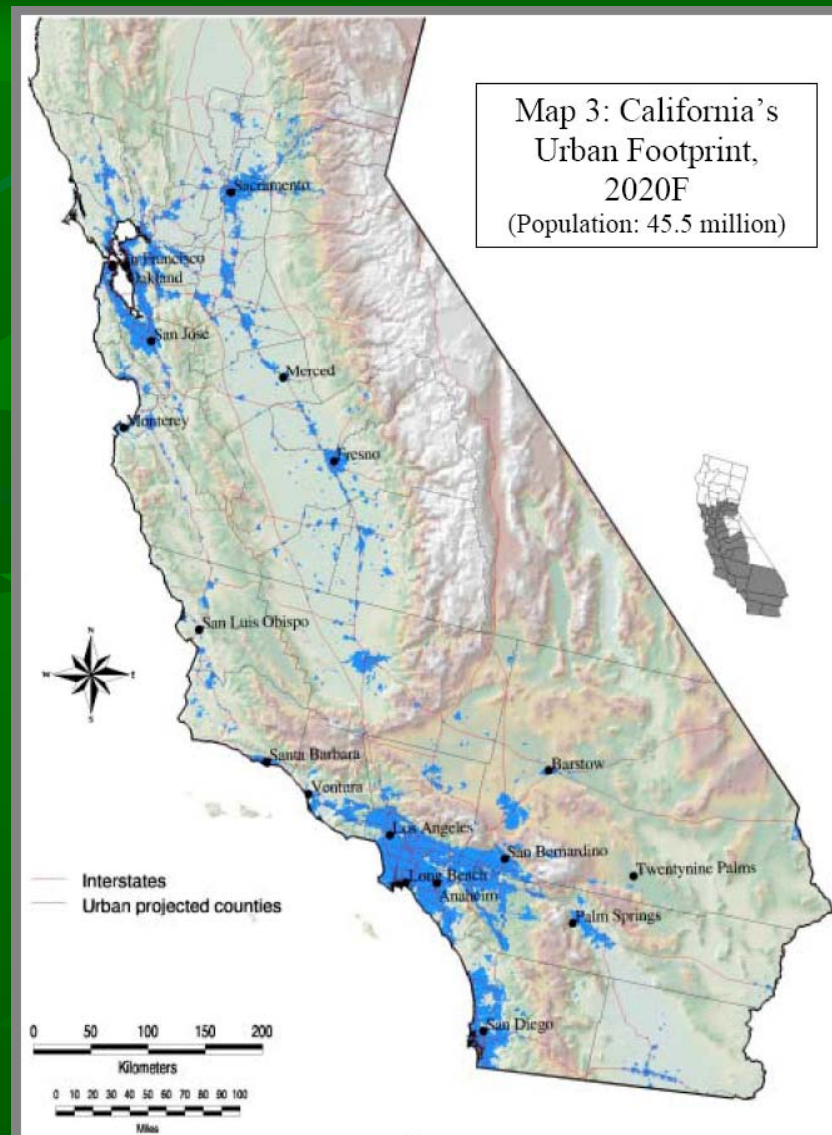 Map 3: California's
Urban Footprint,
2020F
(Population: 45.5 million)
Sacramento
Francisco
Oakland
San Jose
Merced
Monterey
Fresno
San Luis Obispo
N
W
E
S
Santa Barbara
Barstow
Ventura
Los Angeles
San Bernardino
Long Beach
Twentynine Palms
Anaheim
Palm Springs
San Diego
Interstates
Urban projected counties
0 50 100 150 200
Kilometers
0 10 20 30 40 50 60 70 80 90 100
Miles